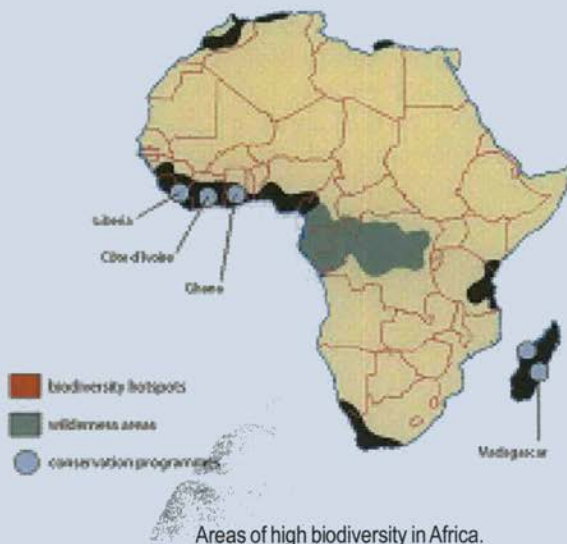 Liberia
Côte d'Ivoire
Ghana
biodiversity hotspots
wilderness areas
conservation programmes
Madagascar
Areas of high biodiversity in Africa.